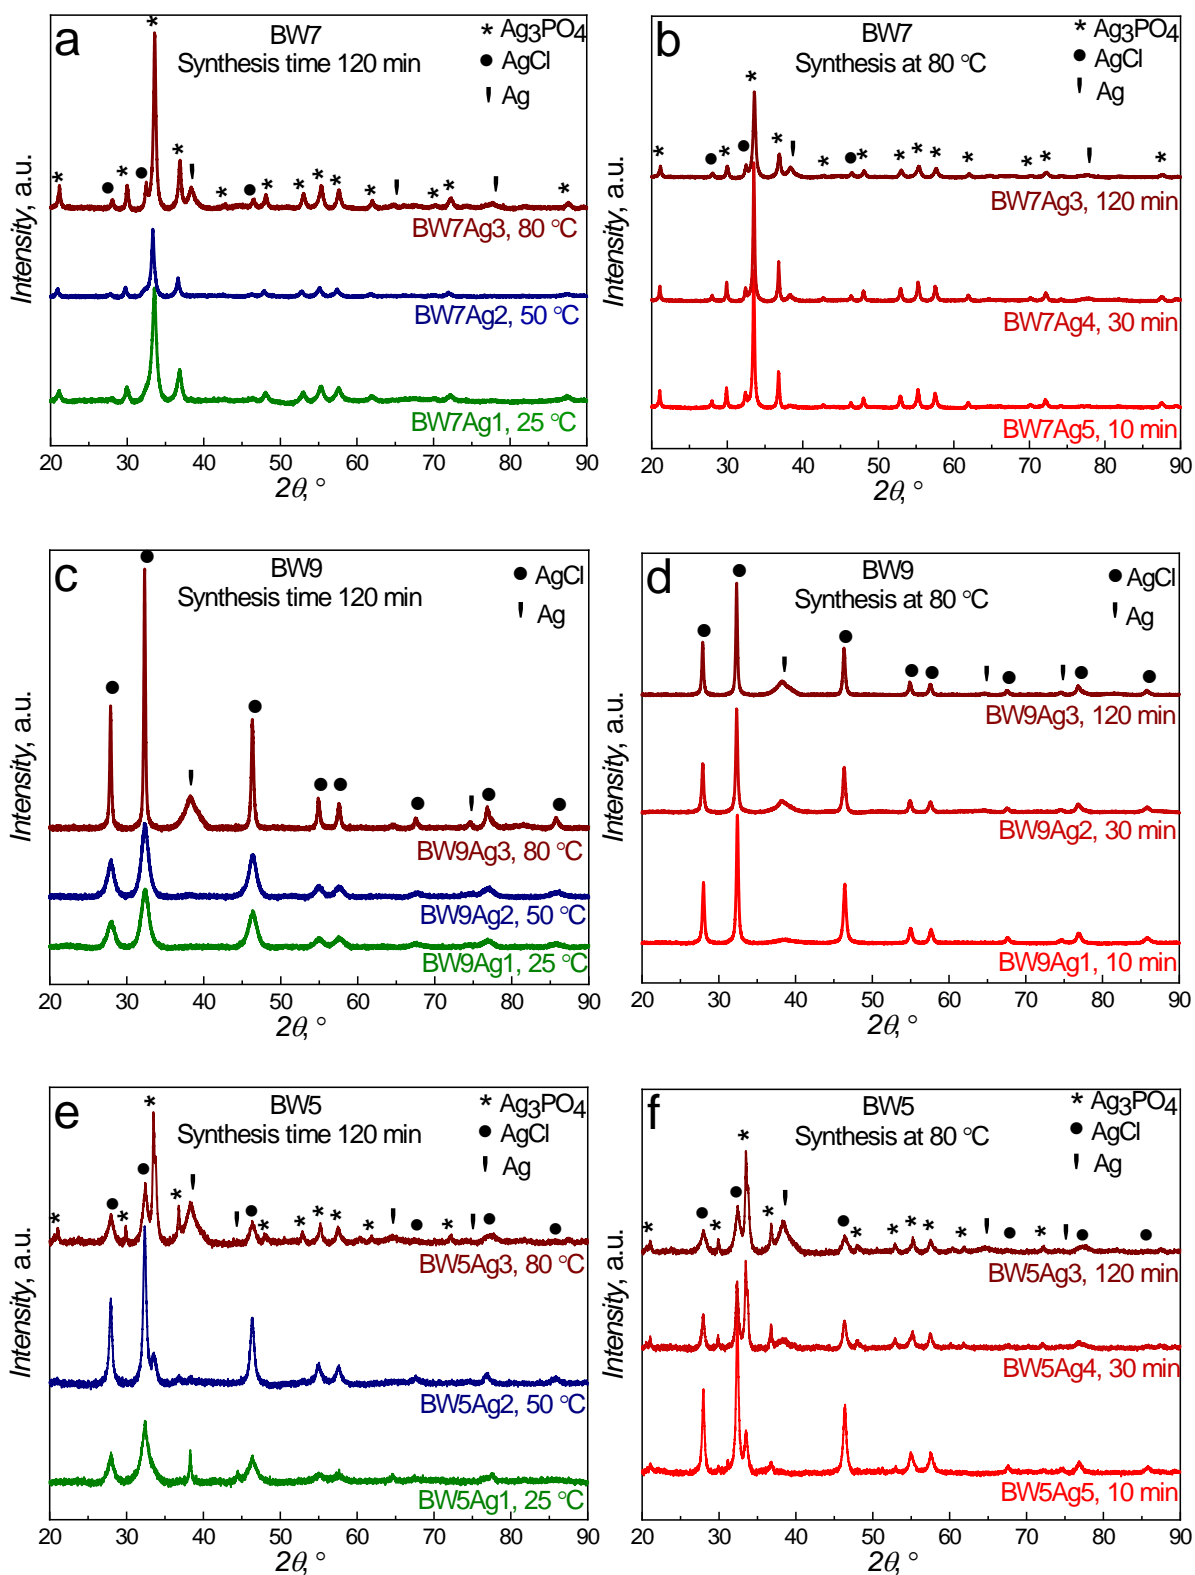 a
BW7
Synthesis time 120 min
* Ag3PO4
● AgCl
Ag
Intensity, a.u.
BW7Ag3, 80 °C
BW7Ag2, 50 °C
BW7Ag1, 25 °C
20 30 40 50 60 70 80 90
2θ, °
b
BW7
Synthesis at 80 °C
* Ag3PO4
● AgCl
Ag
Intensity, a.u.
BW7Ag3, 120 min
BW7Ag4, 30 min
BW7Ag5, 10 min
20 30 40 50 60 70 80 90
2θ, °
c
BW9
Synthesis time 120 min
● AgCl
Ag
Intensity, a.u.
BW9Ag3, 80 °C
BW9Ag2, 50 °C
BW9Ag1, 25 °C
20 30 40 50 60 70 80 90
2θ, °
d
BW9
Synthesis at 80 °C
● AgCl
Ag
Intensity, a.u.
BW9Ag3, 120 min
BW9Ag2, 30 min
BW9Ag1, 10 min
20 30 40 50 60 70 80 90
2θ, °
e
BW5
Synthesis time 120 min
* Ag3PO4
● AgCl
Ag
Intensity, a.u.
BW5Ag3, 80 °C
BW5Ag2, 50 °C
BW5Ag1, 25 °C
20 30 40 50 60 70 80 90
2θ, °
f
BW5
Synthesis at 80 °C
* Ag3PO4
● AgCl
Ag
Intensity, a.u.
BW5Ag3, 120 min
BW5Ag4, 30 min
BW5Ag5, 10 min
20 30 40 50 60 70 80 90
2θ, °